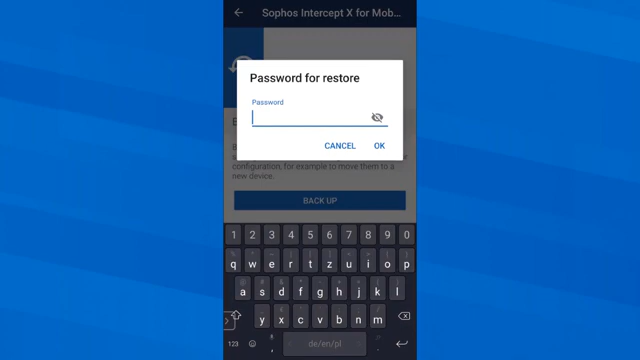 Sophos Intercept X for Mob...
Password for restore
Password
CANCEL OK
configuration, for example to move them to a
new device.
BACK UP
1 2 3 4 5 6 7 8 9 0
q w e r t z u i o p
a s d f g h j k l
y x c v b n m
123 , de/en/pl .